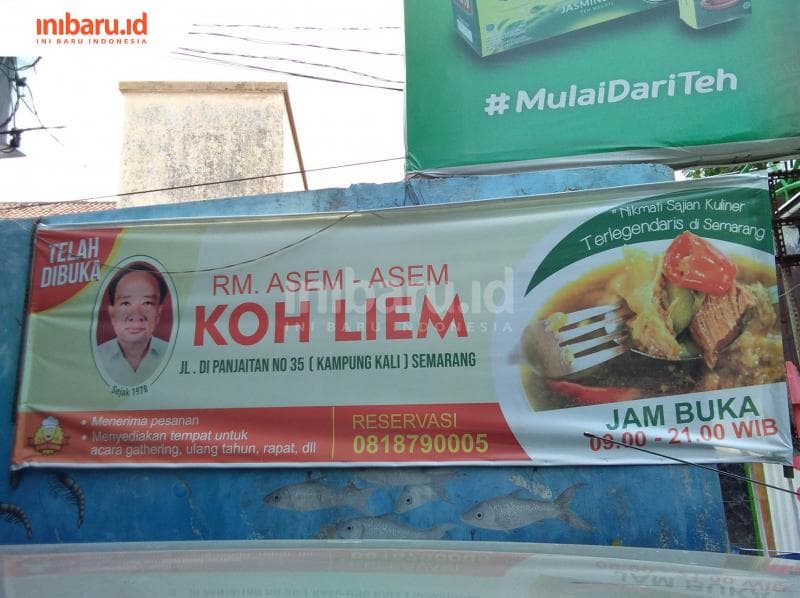 inibaru.id
INI BARU INDONESIA
JASMINE
#MulaiDariTeh
TELAH
DIBUKA
Sejak 1978
RM. ASEM - ASEM
KOH LIEM
JL . DI PANJAITAN NO 35 ( KAMPUNG KALI ) SEMARANG
inibaru.id
INI BARU INDONESIA
" Nikmati Sajian Kuliner
Terlegendaris di Semarang
• Menerima pesanan
• Menyediakan tempat untuk
acara gathering, ulang tahun, rapat, dll
RESERVASI
0818790005
JAM BUKA
09.00 - 21.00 WIB